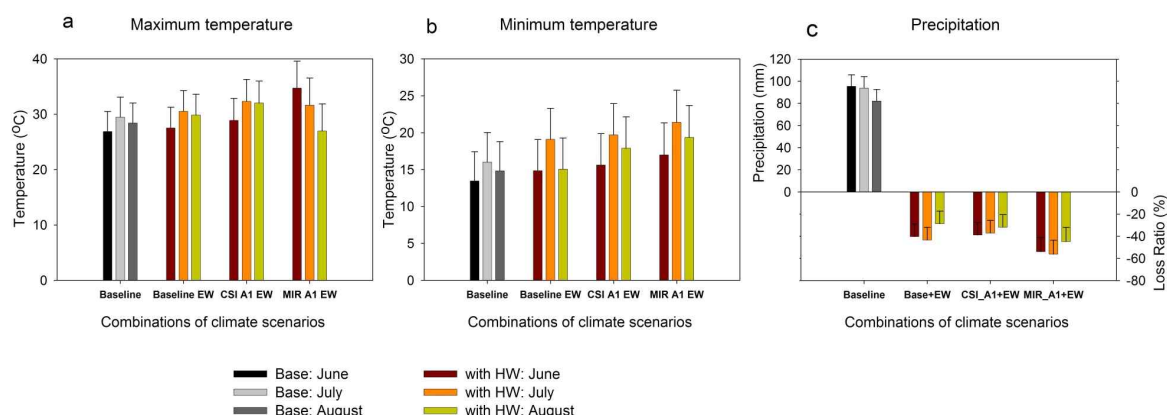 a Maximum temperature
b Minimum temperature
c Precipitation
Temperature (°C)
40
30
20
10
0
Baseline Baseline EW CSI A1 EW MIR A1 EW
Combinations of climate scenarios
Temperature (°C)
30
25
20
15
10
5
0
Baseline Baseline EW CSI A1 EW MIR A1 EW
Combinations of climate scenarios
Precipitation (mm)
120
100
80
60
40
20
0
0
-20
-40
-60
-80
Loss Ratio (%)
Baseline Base+EW CSI_A1+EW MIR_A1+EW
Combinations of climate scenarios
Base: June
Base: July
Base: August
with HW: June
with HW: July
with HW: August